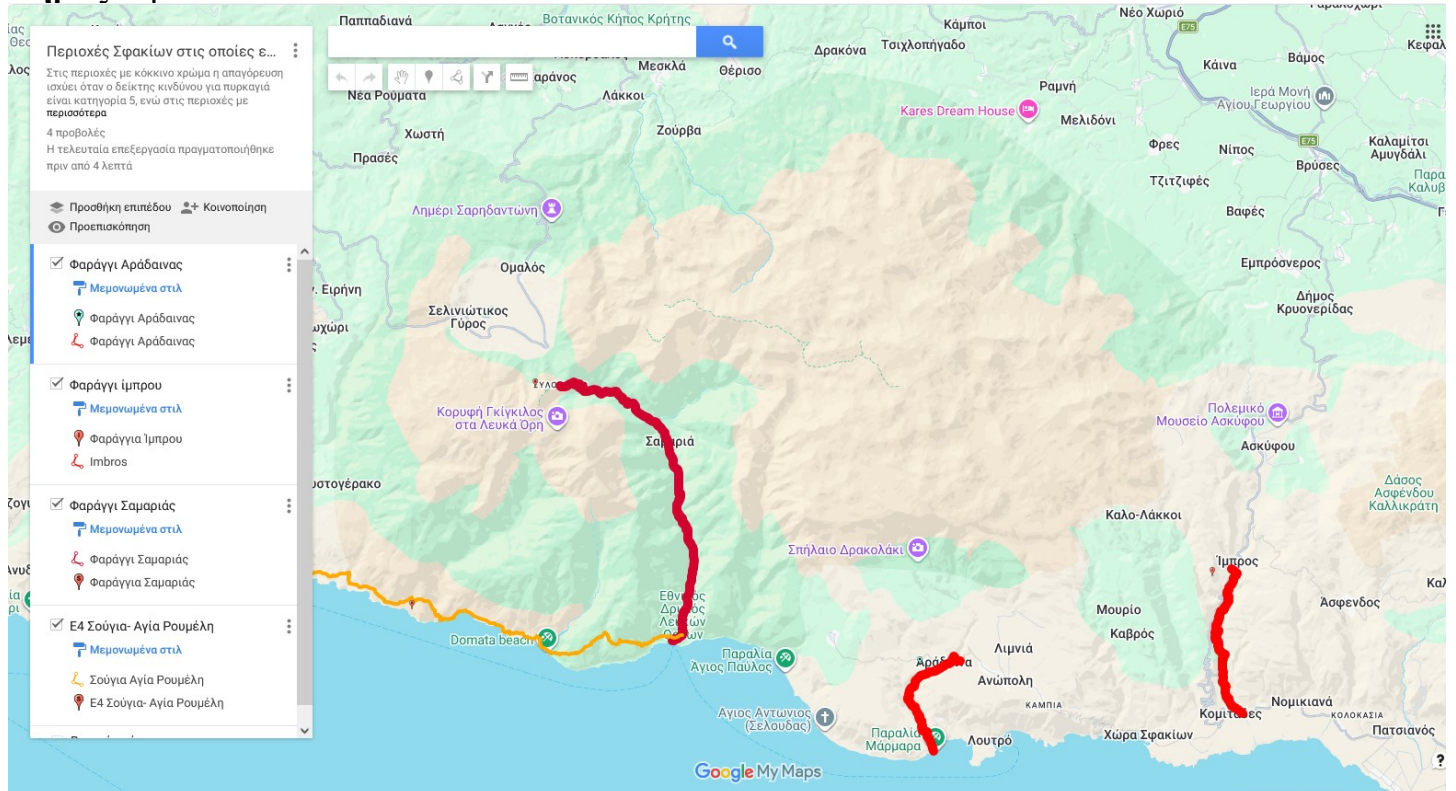 Περιοχές Σφακίων στις οποίες ε...
Στις περιοχές με κόκκινο χρώμα η απαγόρευση
ισχύει όταν ο δείκτης κινδύνου για πυρκαγιά
είναι κατηγορία 5, ενώ στις περιοχές με
περισσότερα
4 προβολές
Η τελευταία επεξεργασία πραγματοποιήθηκε
πριν από 4 λεπτά
Προσθήκη επιπέδου
Κοινοποίηση
Προεπισκόπηση
Φαράγγι Αράδαινας
Μεμονωμένα στιλ
Φαράγγι Αράδαινας
Φαράγγι Αράδαινας
Φαράγγι ίμπρου
Μεμονωμένα στιλ
Φαράγγια Ίμπρου
Imbros
Φαράγγι Σαμαριάς
Μεμονωμένα στιλ
Φαράγγι Σαμαριάς
Φαράγγια Σαμαριάς
Ε4 Σούγια- Αγία Ρουμέλη
Μεμονωμένα στιλ
Σούγια Αγία Ρουμέλη
Ε4 Σούγια- Αγία Ρουμέλη
Παππαδιανά
Βοτανικός Κήπος Κρήτης
Νέο Χωριό
Κάμποι
E75
Δρακόνα
Τσιχλοπήγαδο
Μεσκλά
Θέρισο
Κάινα
Βάμος
Νέα Ρούματα
Λάκκοι
Ραμνή
Ιερά Μονή
Αγίου Γεωργίου
Kares Dream House
Μελιδόνι
Χωστή
Ζούρβα
Πρασές
Φρες
Νίπος
E75
Βρύσες
Καλαμίτσι
Αμυγδάλι
Τζιτζιφές
Λημέρι Σαρηδαντώνη
Βαφές
Ομαλός
Εμπρόσνερος
. Ειρήνη
Σελινιώτικος
Γύρος
Δήμος
Κρυονερίδας
Κορυφή Γκίγκιλος
στα Λευκά Όρη
Σαμαριά
Πολεμικό
Μουσείο Ασκύφου
Ασκύφου
Δάσος
Ασφένδου
Καλλικράτη
Καλο-Λάκκοι
Σπήλαιο Δρακολάκι
Ίμπρος
Άσφενδος
Εθνικός
Δρυμός
Λευκών
Ορέων
Domata beach
Μουρίο
Καβρός
Παραλία
Άγιος Παύλος
Λιμνιά
Αράδαινα
Ανώπολη
ΚΑΜΠΙΑ
Αγιος Αντωνιος
(Σελουδας)
Παραλία
Μάρμαρα
Λουτρό
Χώρα Σφακίων
Κομιτάδες
Νομικιανά
ΚΟΛΟΚΑΣΙΑ
Πατσιανός
Google My Maps
?